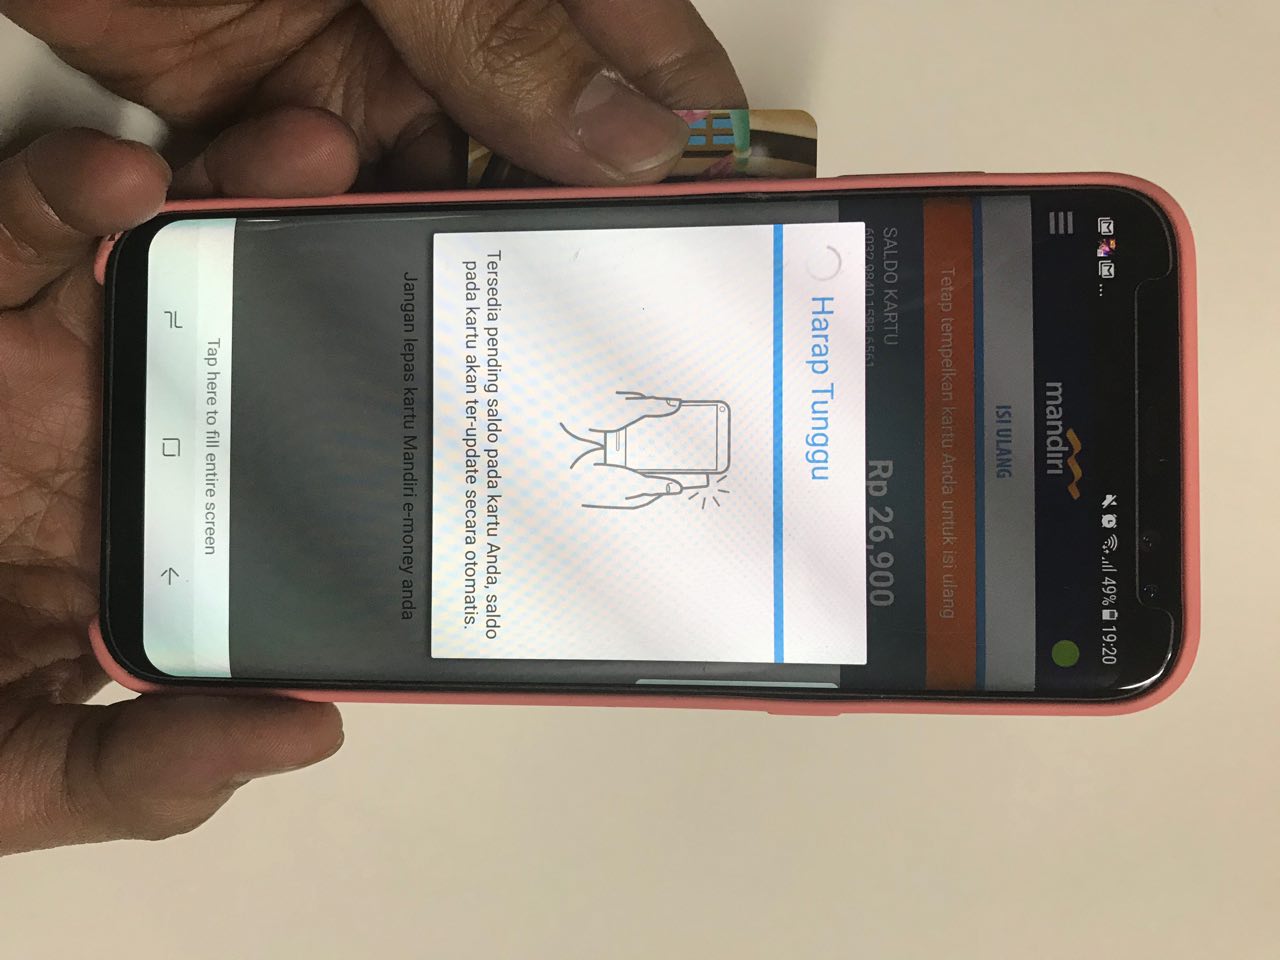 ... 49% 19:20
mandiri
ISI ULANG
Tetap tempelkan kartu Anda untuk isi ulang
SALDO KARTU
6032 9840 1588 6561
Rp 26,900
Harap Tunggu
Tersedia pending saldo pada kartu Anda, saldo
pada kartu akan ter-update secara otomatis.
Jangan lepas kartu Mandiri e-money anda
Tap here to fill entire screen